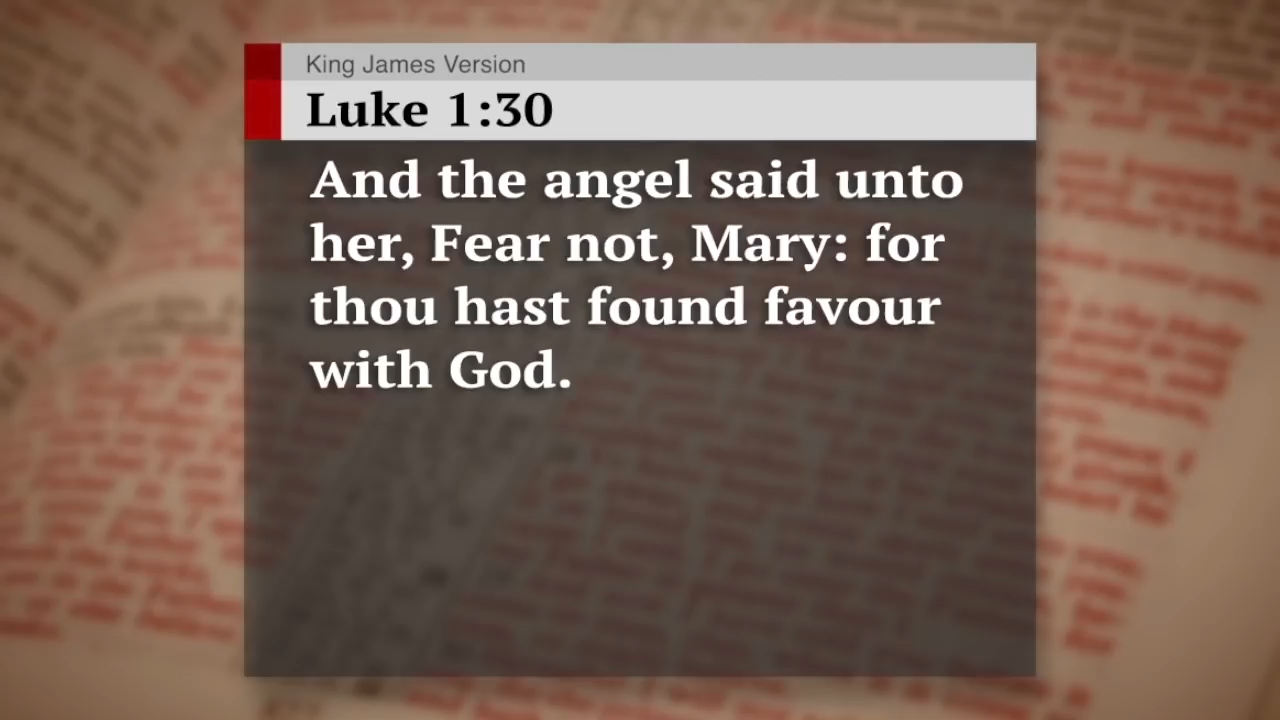 King James Version
Luke 1:30
And the angel said unto
her, Fear not, Mary: for
thou hast found favour
with God.